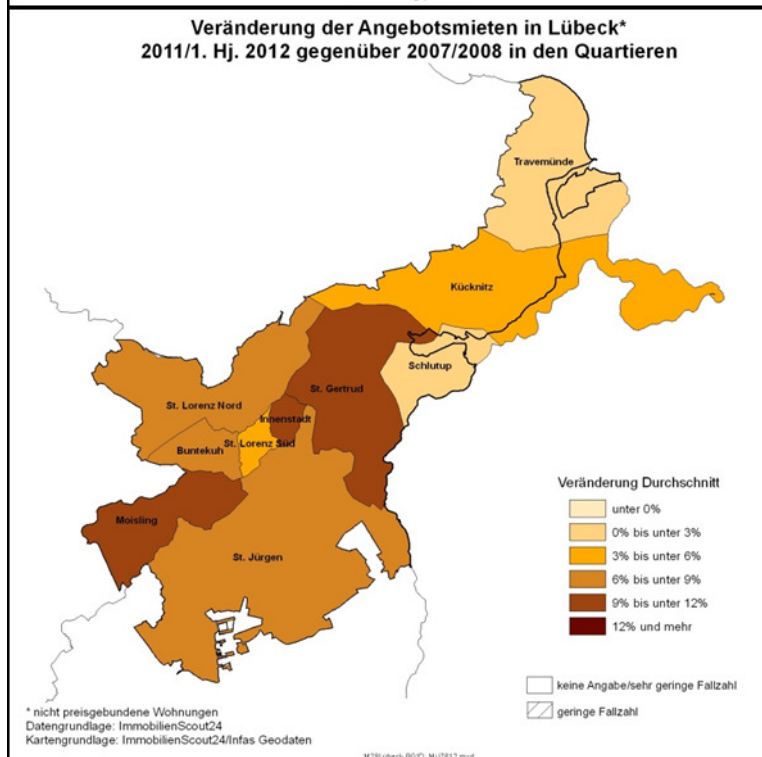 Veränderung der Angebotsmieten in Lübeck*
2011/1. Hj. 2012 gegenüber 2007/2008 in den Quartieren
Travemünde
Kücknitz
Schlutup
St. Gertrud
St. Lorenz Nord
Innenstadt
St. Lorenz Süd
Buntekuh
Moisling
St. Jürgen
Veränderung Durchschnitt
unter 0%
0% bis unter 3%
3% bis unter 6%
6% bis unter 9%
9% bis unter 12%
12% und mehr
keine Angabe/sehr geringe Fallzahl
geringe Fallzahl
* nicht preisgebundene Wohnungen
Datengrundlage: ImmobilienScout24
Kartengrundlage: ImmobilienScout24/Infas Geodaten